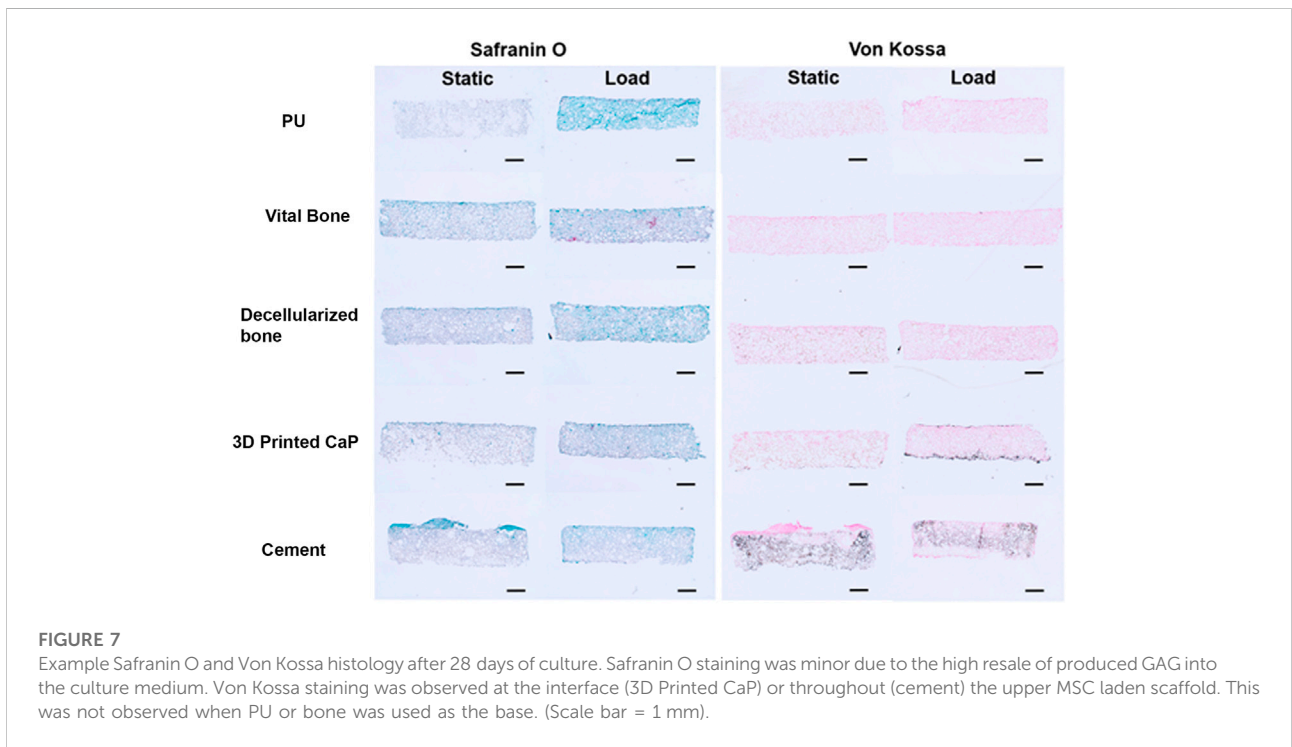 Safranin O Von Kossa
Static Load Static Load
PU
Vital Bone
Decellularized
bone
3D Printed CaP
Cement
FIGURE 7
Example Safranin O and Von Kossa histology after 28 days of culture. Safranin O staining was minor due to the high resale of produced GAG into
the culture medium. Von Kossa staining was observed at the interface (3D Printed CaP) or throughout (cement) the upper MSC laden scaffold. This
was not observed when PU or bone was used as the base. (Scale bar = 1 mm).